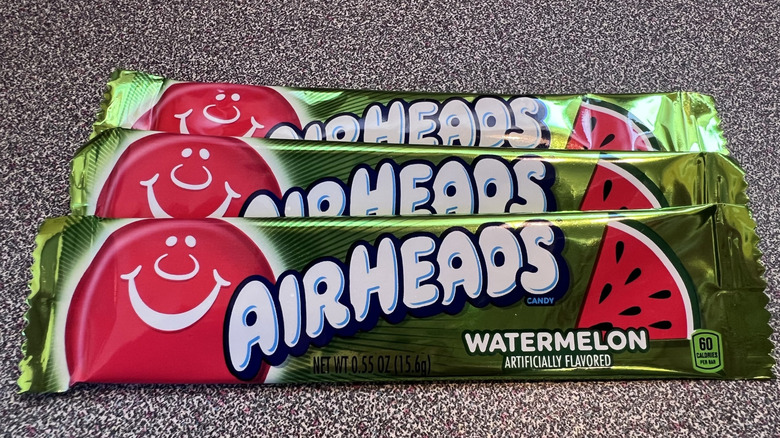 AIRHEADS
AIRHEADS
AIRHEADS
CANDY
WATERMELON
ARTIFICIALLY FLAVORED
NET WT 0.55 OZ (15.6g)
60
CALORIES
PER BAR